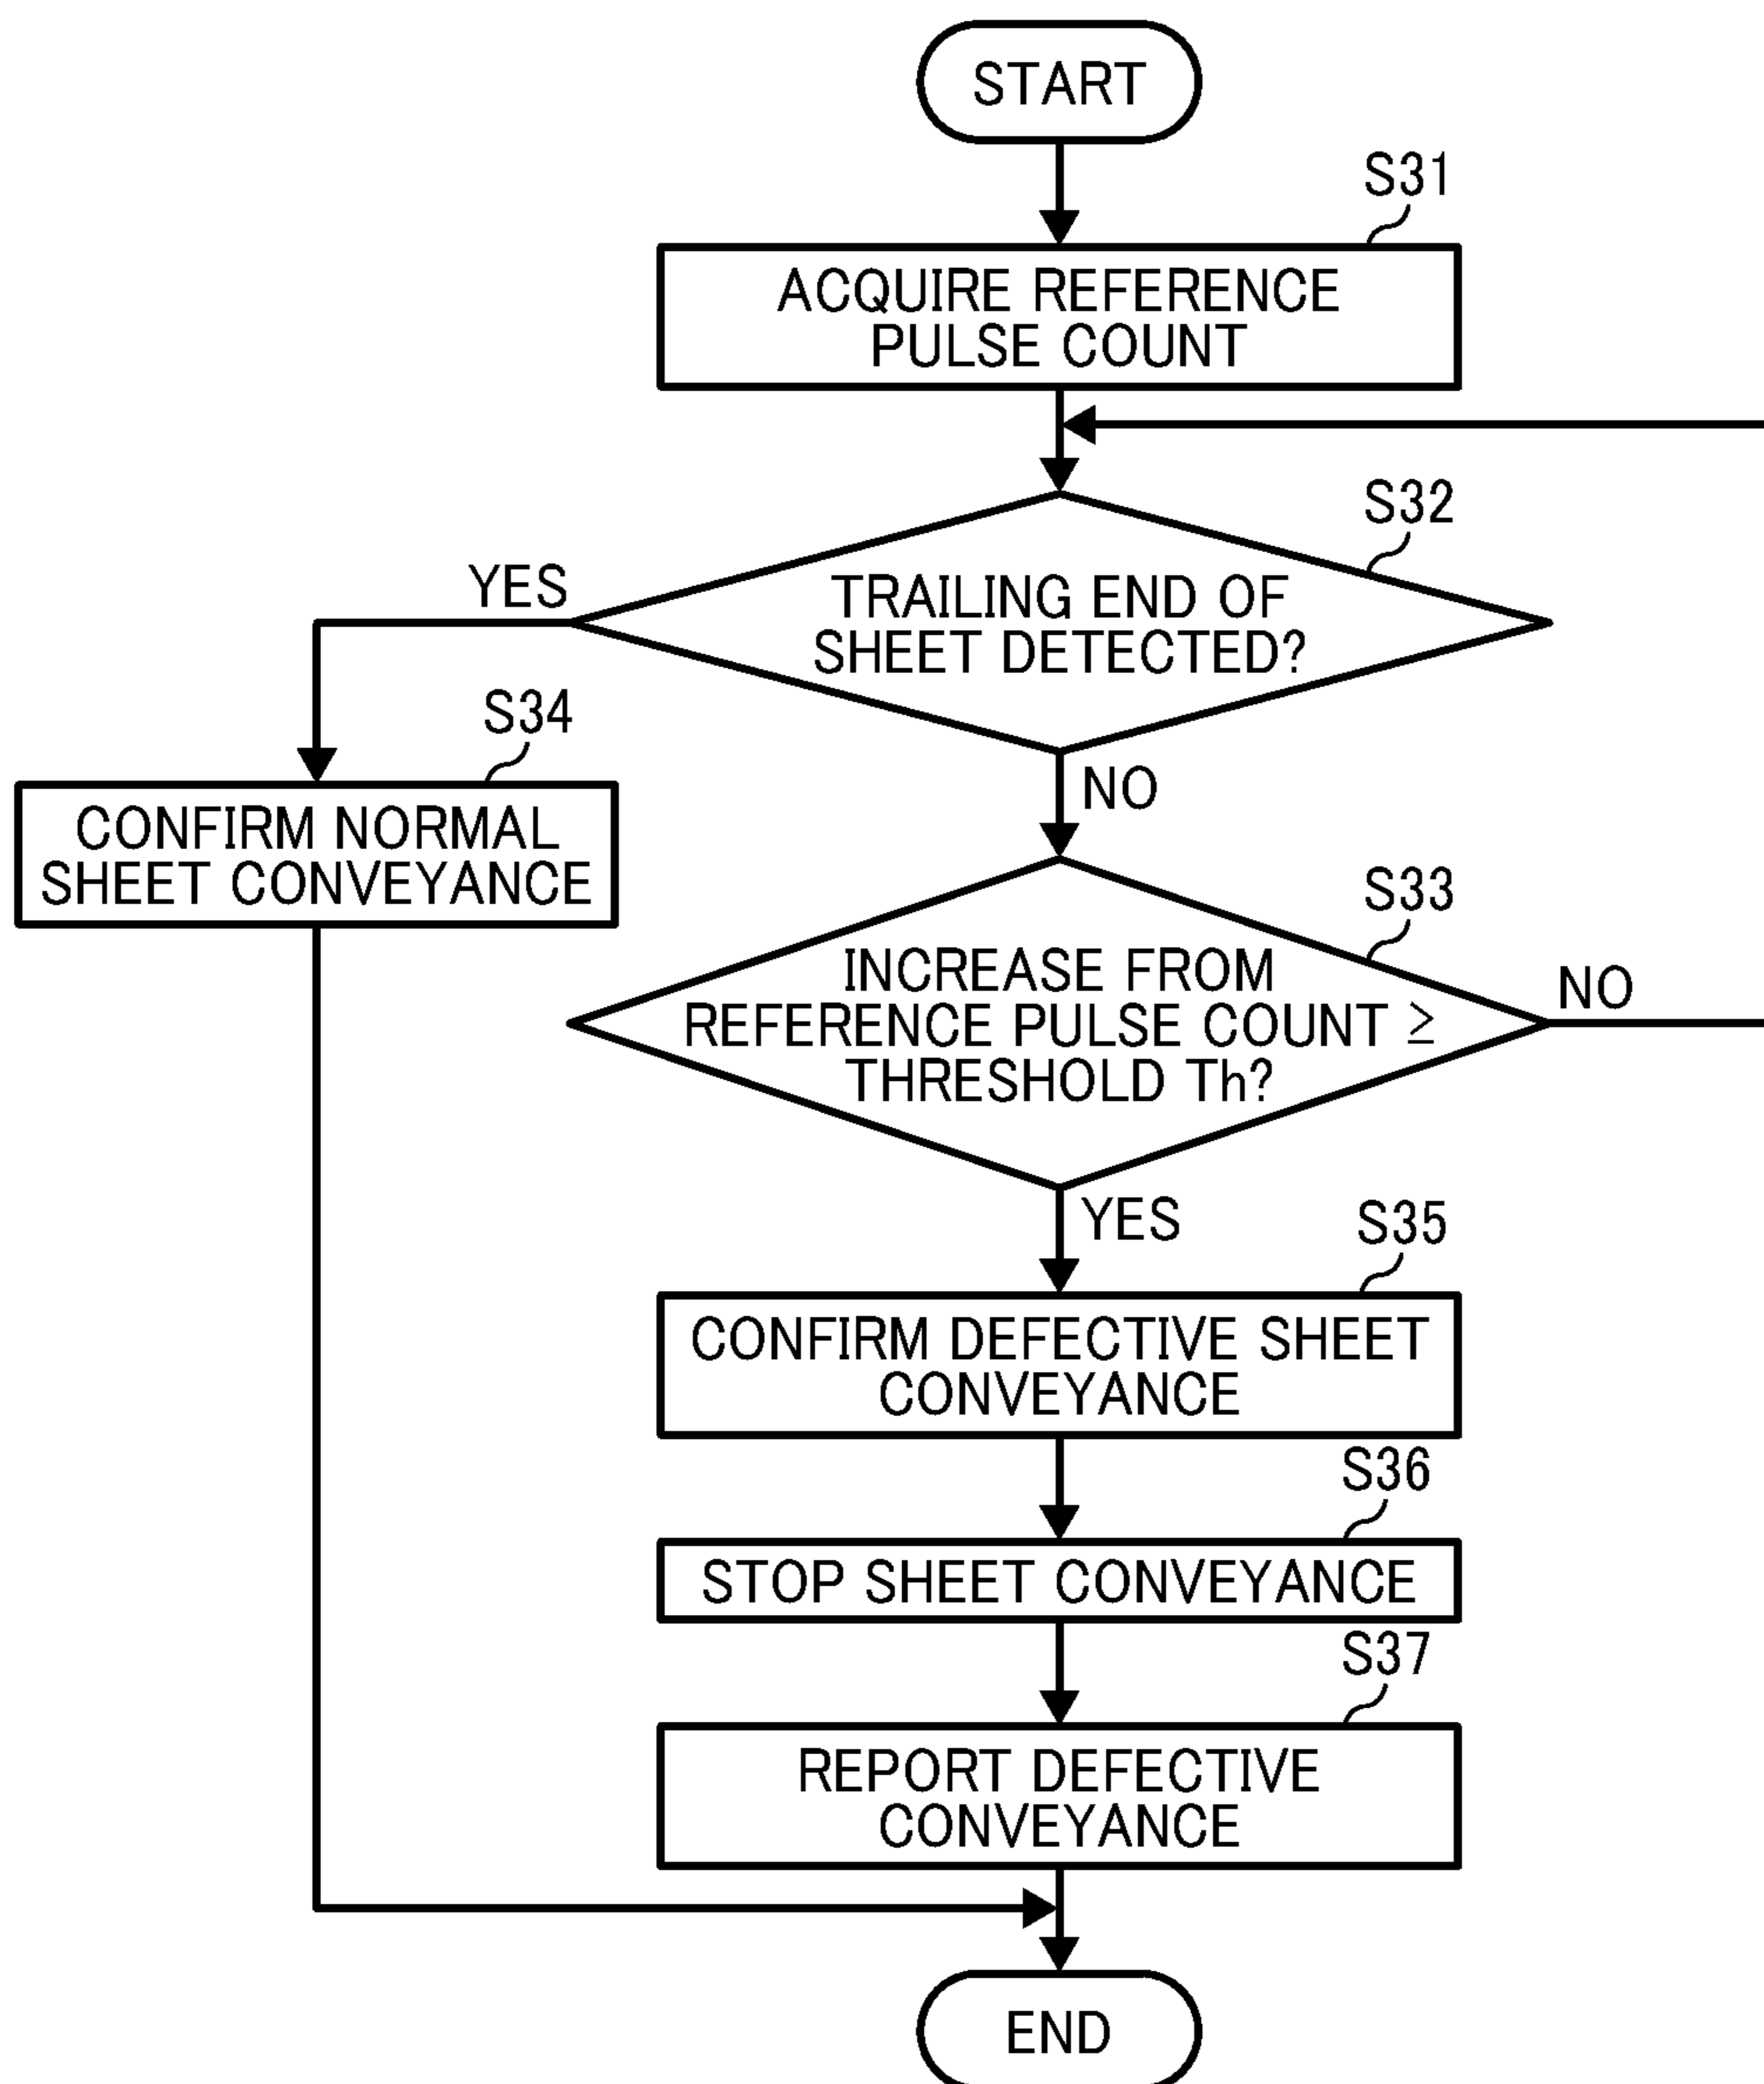 START
S31
ACQUIRE REFERENCE
PULSE COUNT
S32
YES
TRAILING END OF
SHEET DETECTED?
S34
NO
CONFIRM NORMAL
SHEET CONVEYANCE
S33
INCREASE FROM
REFERENCE PULSE COUNT ≥
THRESHOLD Th?
NO
YES
S35
CONFIRM DEFECTIVE SHEET
CONVEYANCE
S36
STOP SHEET CONVEYANCE
S37
REPORT DEFECTIVE
CONVEYANCE
END